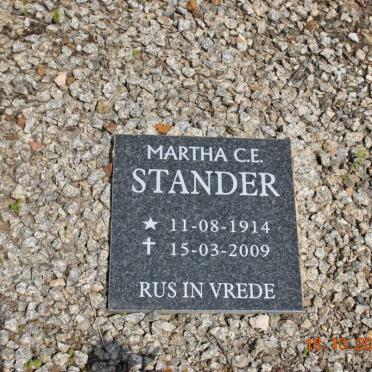 MARTHA C.E.
STANDER
★ 11-08-1914
✝ 15-03-2009
RUS IN VREDE